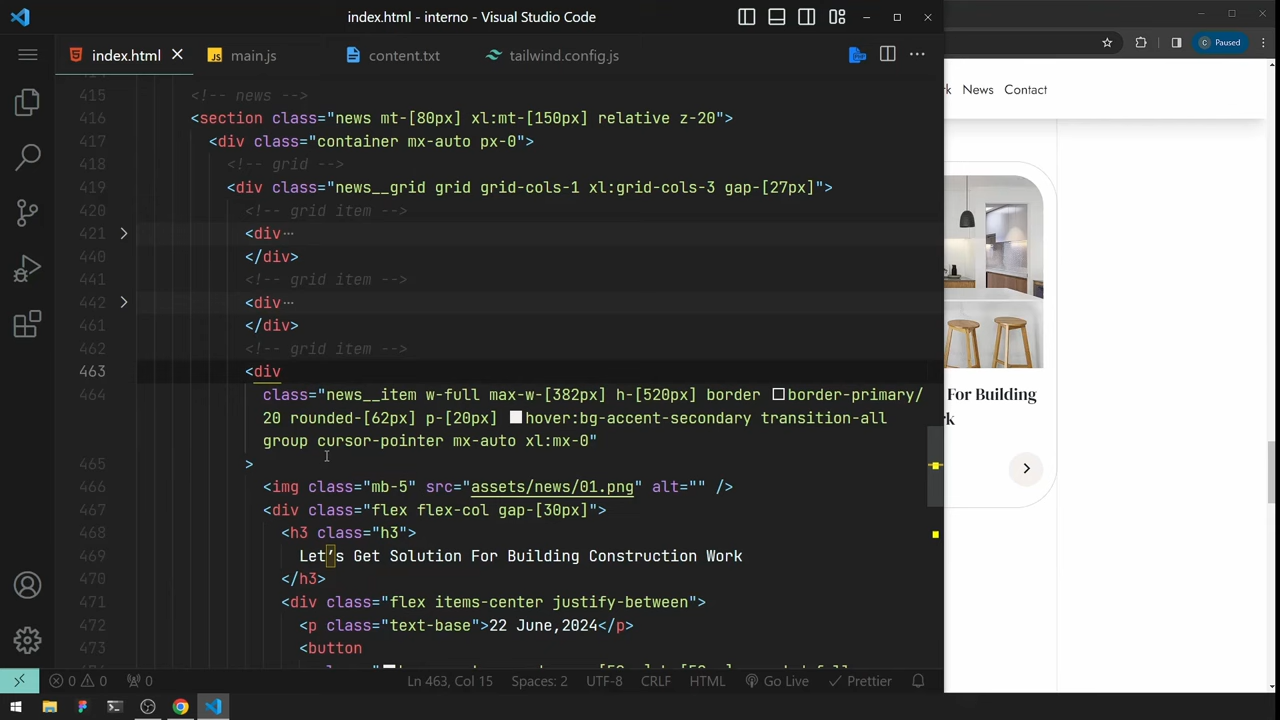 index.html - interno - Visual Studio Code
index.html
main.js
content.txt
tailwind.config.js
Paused
rk News Contact
415 <!-- news -->
416 <section class="news mt-[80px] xl:mt-[150px] relative z-20">
417 <div class="container mx-auto px-0">
418 <!-- grid -->
419 <div class="news__grid grid grid-cols-1 xl:grid-cols-3 gap-[27px]">
420 <!-- grid item -->
421 <div…
440 </div>
441 <!-- grid item -->
442 <div…
461 </div>
462 <!-- grid item -->
463 <div
464 class="news__item w-full max-w-[382px] h-[520px] border border-primary/
20 rounded-[62px] p-[20px] hover:bg-accent-secondary transition-all
group cursor-pointer mx-auto xl:mx-0"
465 >
466 <img class="mb-5" src="assets/news/01.png" alt="" />
467 <div class="flex flex-col gap-[30px]">
468 <h3 class="h3">
469 Let’s Get Solution For Building Construction Work
470 </h3>
471 <div class="flex items-center justify-between">
472 <p class="text-base">22 June,2024</p>
473 <button
For Building
rk
0 0 0
Ln 463, Col 15 Spaces: 2 UTF-8 CRLF HTML Go Live Prettier